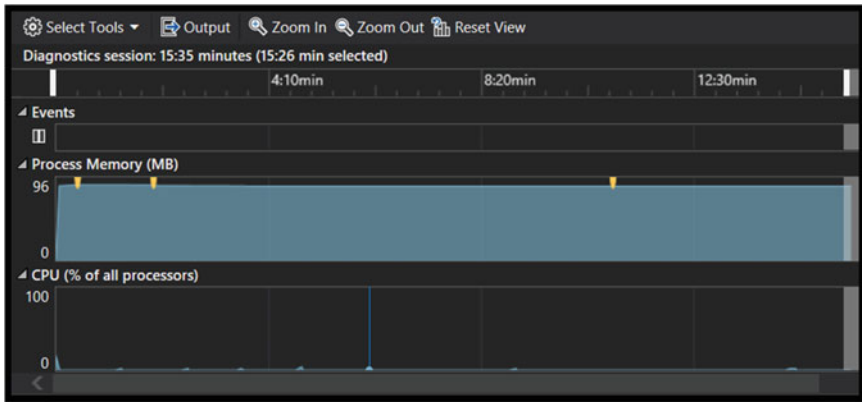 Select Tools Output Zoom In Zoom Out Reset View
Diagnostics session: 15:35 minutes (15:26 min selected)
4:10min 8:20min 12:30min
Events
Process Memory (MB)
96
0
CPU (% of all processors)
100
0